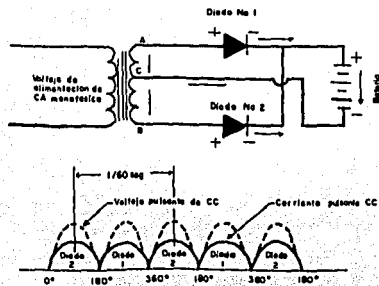 Diodo No 1
A
+
-
C
Voltaje de
alimentación de
CA monofásica
Diodo No 2
B
+
-
+
-
Batería
1/60 seg
Voltaje pulsante de CC
Corriente pulsante CC
Diodo 2
Diodo 1
Diodo 2
Diodo 1
Diodo 2
0° 180° 360° 180° 360° 180°